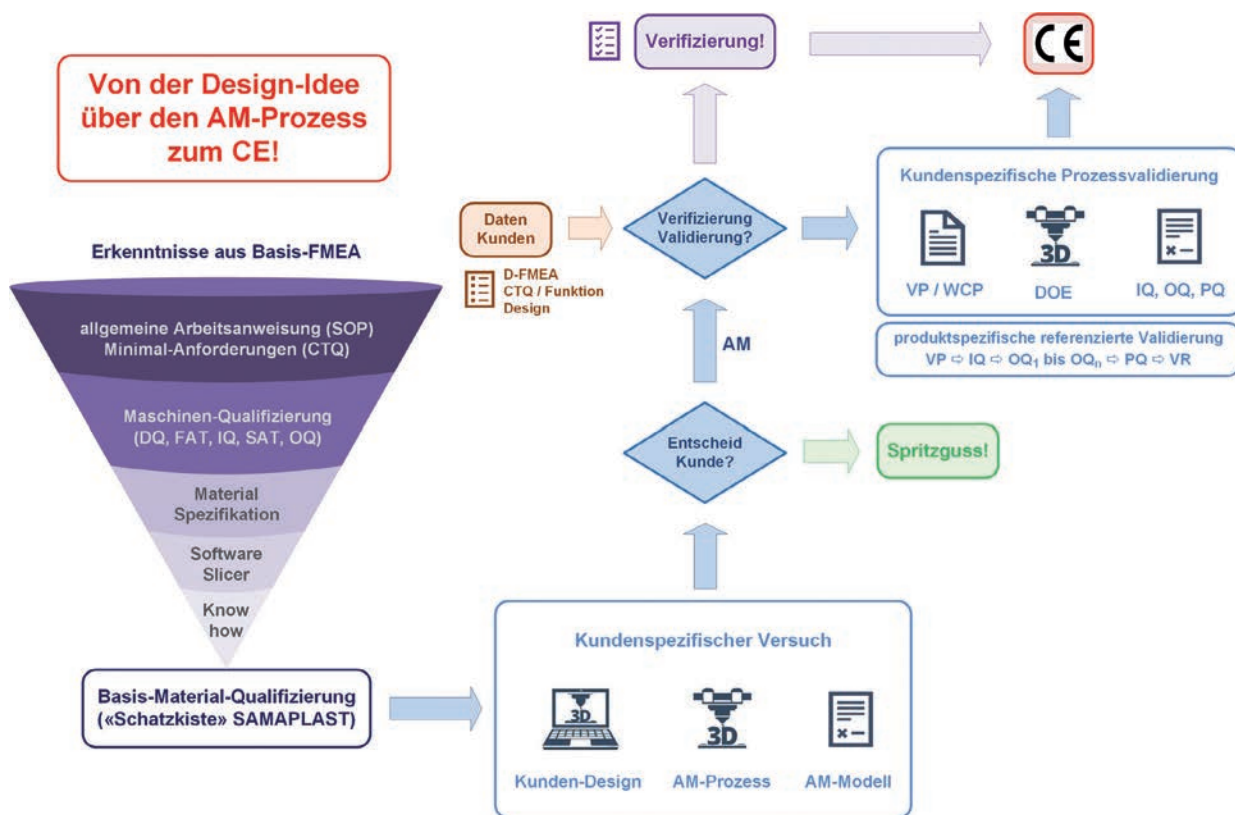 Von der Design-Idee
über den AM-Prozess
zum CE!
Erkenntnisse aus Basis-FMEA
allgemeine Arbeitsanweisung (SOP)
Minimal-Anforderungen (CTQ)
Maschinen-Qualifizierung
(DQ, FAT, IQ, SAT, OQ)
Material
Spezifikation
Software
Slicer
Know
how
Basis-Material-Qualifizierung
(«Schatzkiste» SAMAPLAST)
Kundenspezifischer Versuch
3D
3D
Kunden-Design
AM-Prozess
AM-Modell
Entscheid
Kunde?
Spritzguss!
AM
Daten
Kunden
D-FMEA
CTQ / Funktion
Design
Verifizierung
Validierung?
Verifizierung!
CE
Kundenspezifische Prozessvalidierung
3D
VP / WCP
DOE
IQ, OQ, PQ
produktspezifische referenzierte Validierung
VP ⇨ IQ ⇨ OQ₁ bis OQₙ ⇨ PQ ⇨ VR